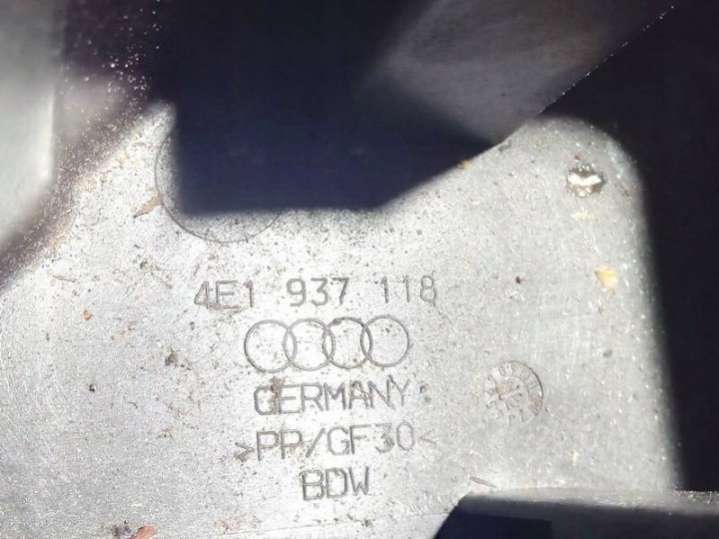 4E1 937 118
GERMANY
>PP/GF30<
BDW